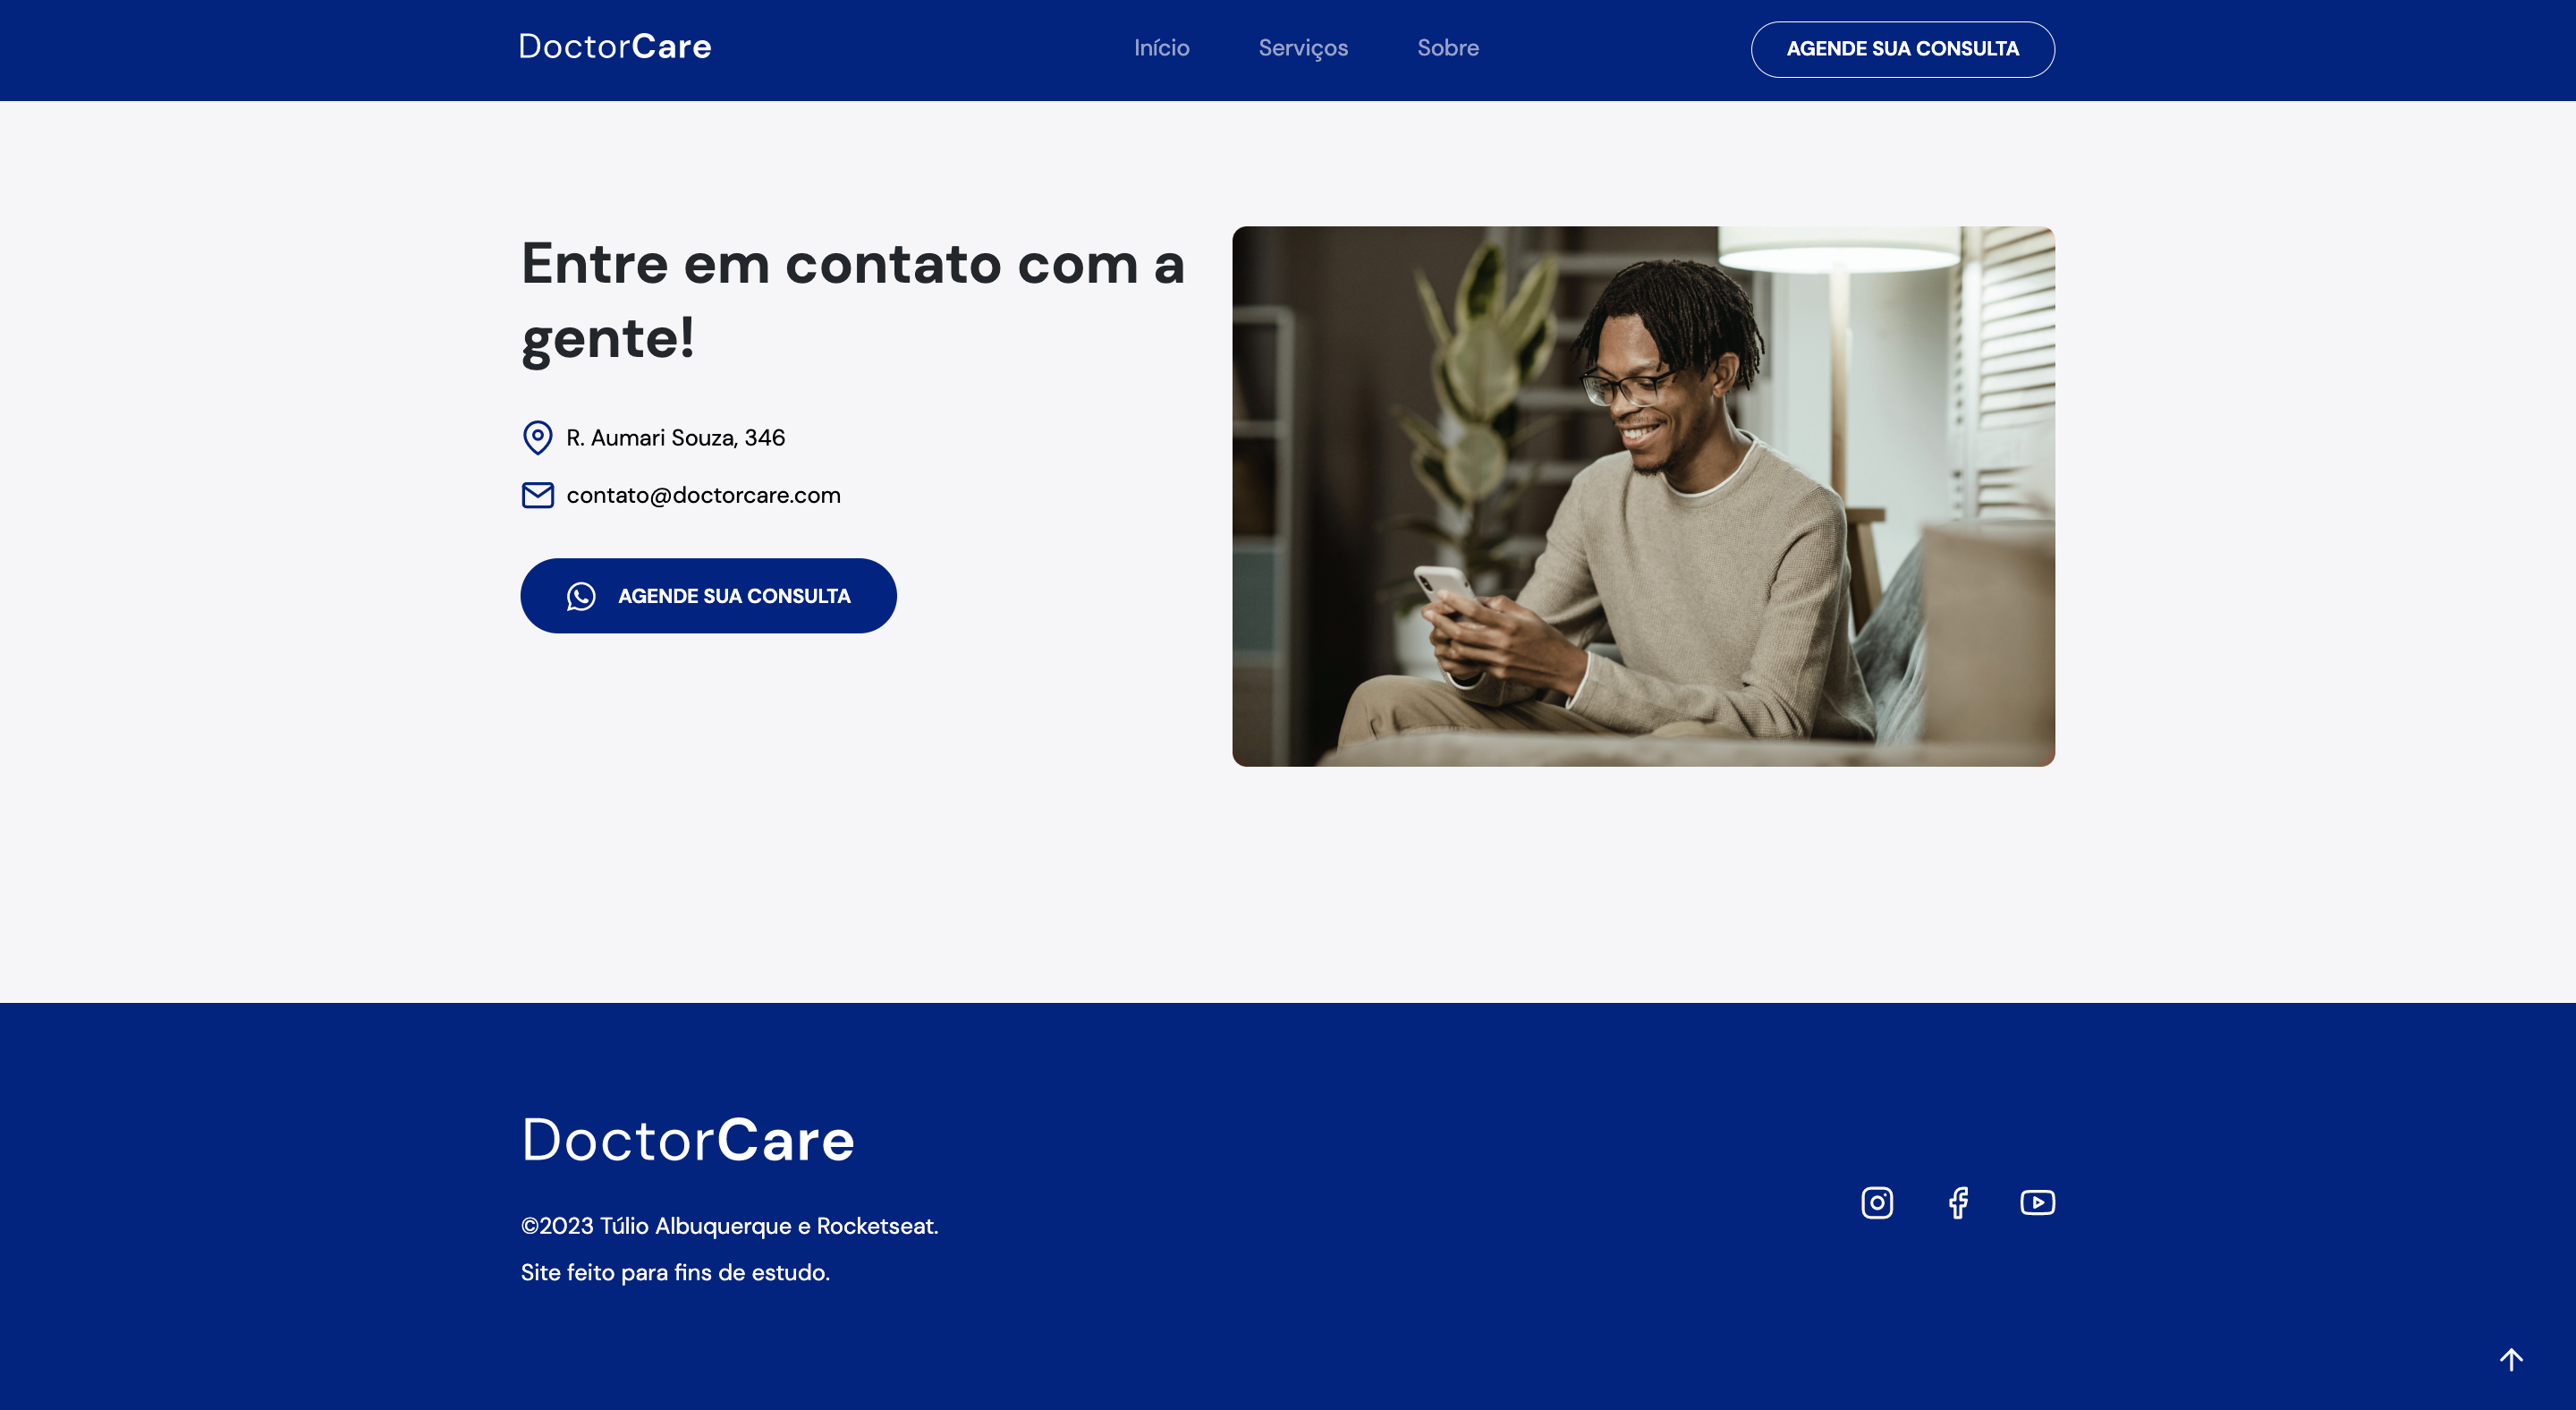 DoctorCare
Início
Serviços
Sobre
AGENDE SUA CONSULTA
Entre em contato com a
gente!
R. Aumari Souza, 346
contato@doctorcare.com
AGENDE SUA CONSULTA
DoctorCare
©2023 Túlio Albuquerque e Rocketseat.
Site feito para fins de estudo.